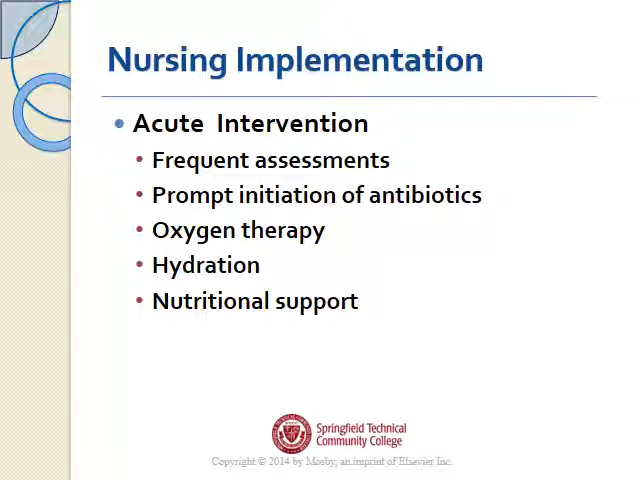 Nursing Implementation
Acute Intervention
Frequent assessments
Prompt initiation of antibiotics
Oxygen therapy
Hydration
Nutritional support
Springfield Technical
Community College
Copyright © 2014 by Mosby, an imprint of Elsevier Inc.